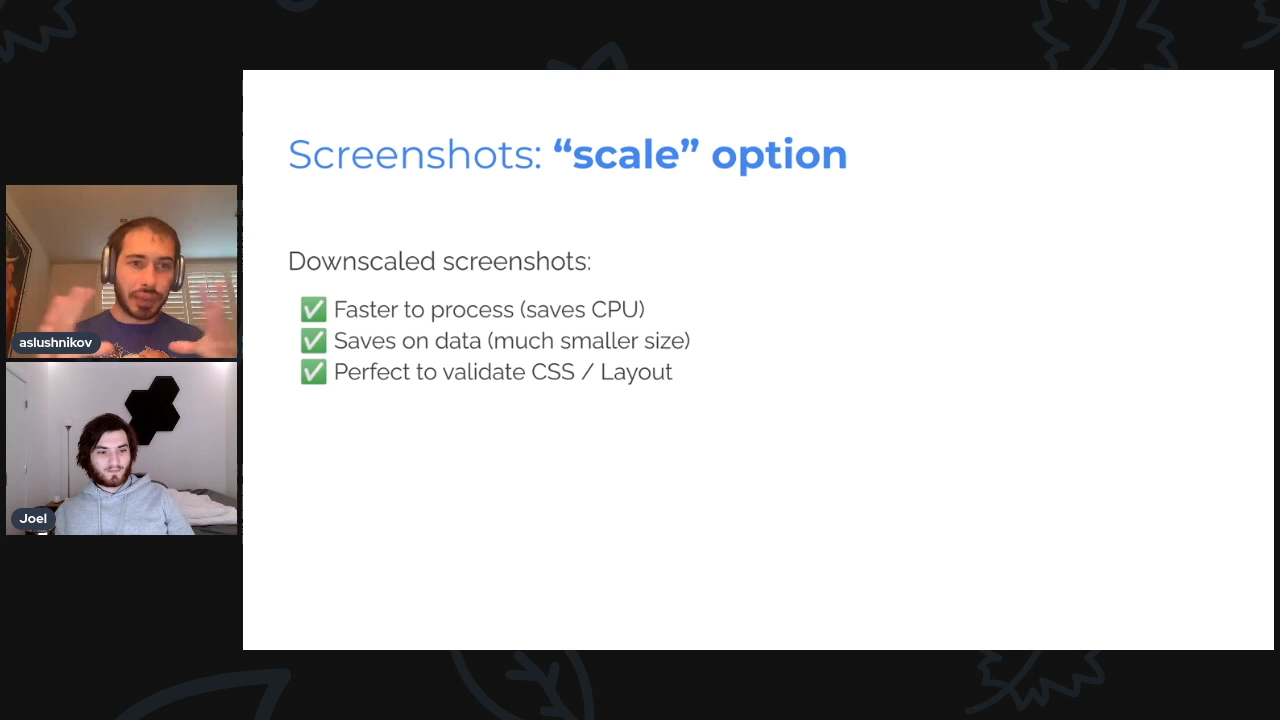 Screenshots: “scale” option
Downscaled screenshots:
✅ Faster to process (saves CPU)
✅ Saves on data (much smaller size)
✅ Perfect to validate CSS / Layout
aslushnikov
Joel